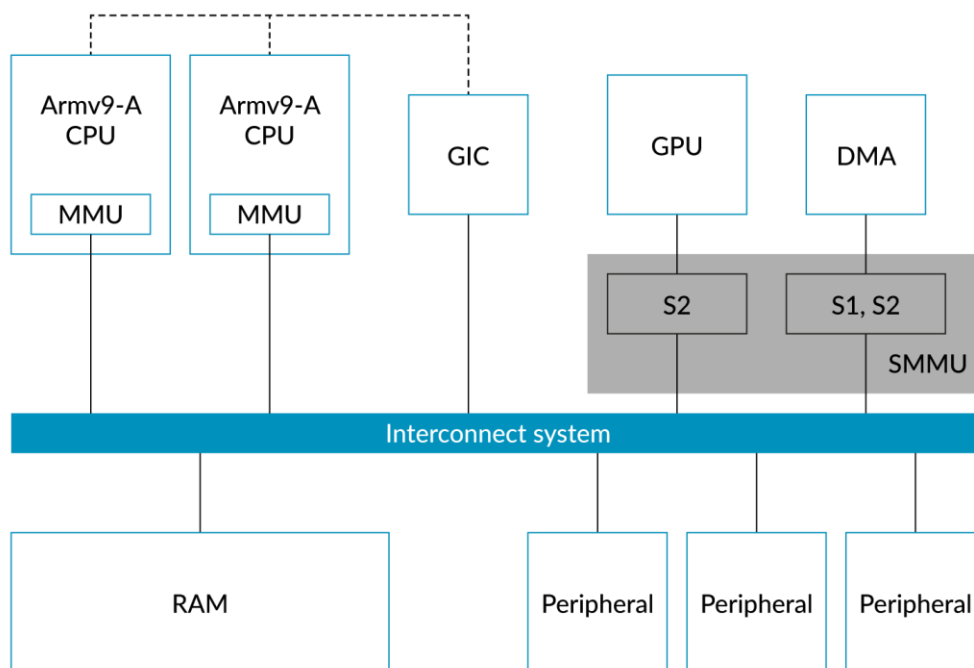 Armv9-A
CPU
MMU
Armv9-A
CPU
MMU
GIC
GPU
DMA
S2
S1, S2
SMMU
Interconnect system
RAM
Peripheral
Peripheral
Peripheral